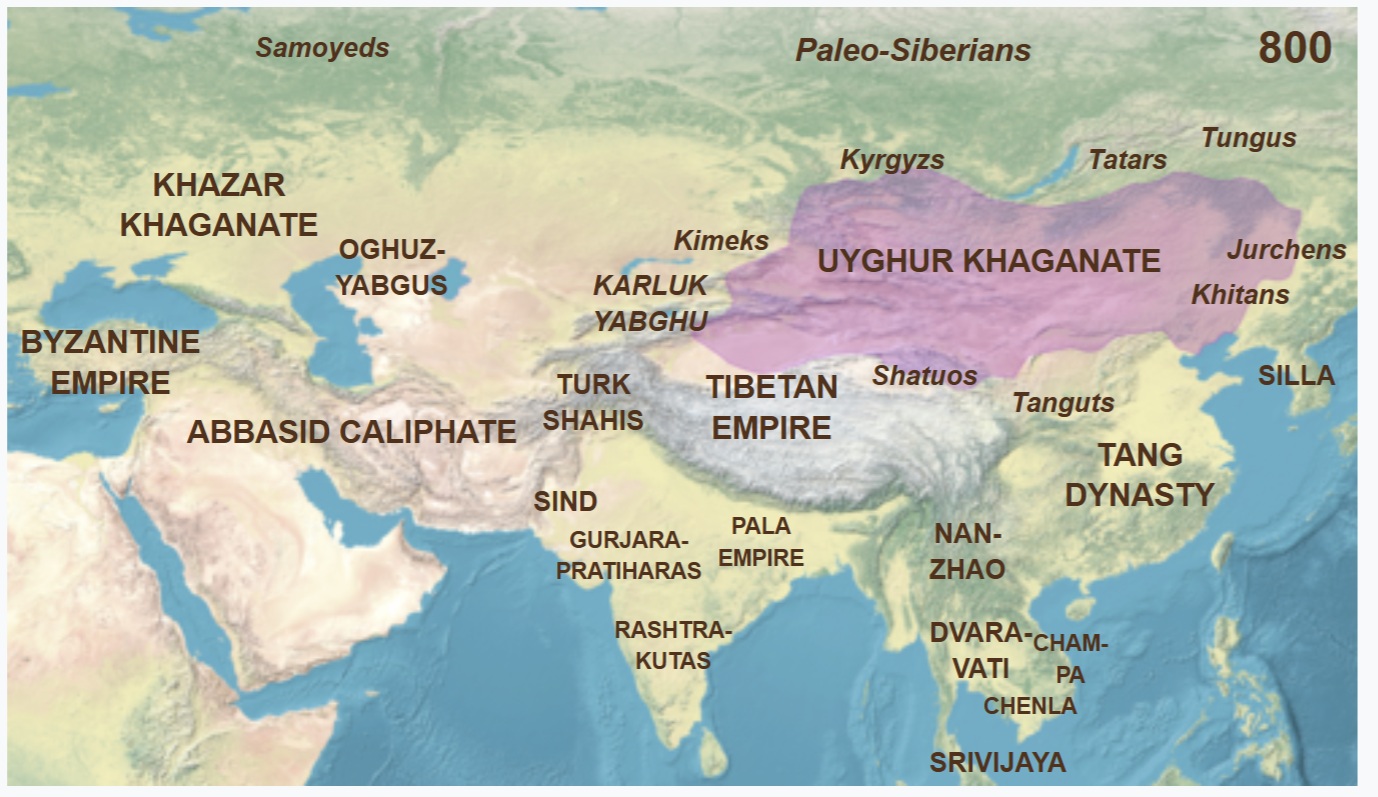 Samoyeds
Paleo-Siberians
800
Tungus
Kyrgyzs
Tatars
KHAZAR
KHAGANATE
Kimeks
UYGHUR KHAGANATE
Jurchens
OGHUZ-
YABGUS
KARLUK
YABGHU
Khitans
BYZANTINE
EMPIRE
SILLA
TURK
SHAHIS
TIBETAN
EMPIRE
Shatuos
Tanguts
ABBASID CALIPHATE
TANG
DYNASTY
SIND
GURJARA-
PRATIHARAS
PALA
EMPIRE
NAN-
ZHAO
RASHTRA-
KUTAS
DVARA-
VATI
CHAM-
PA
CHENLA
SRIVIJAYA